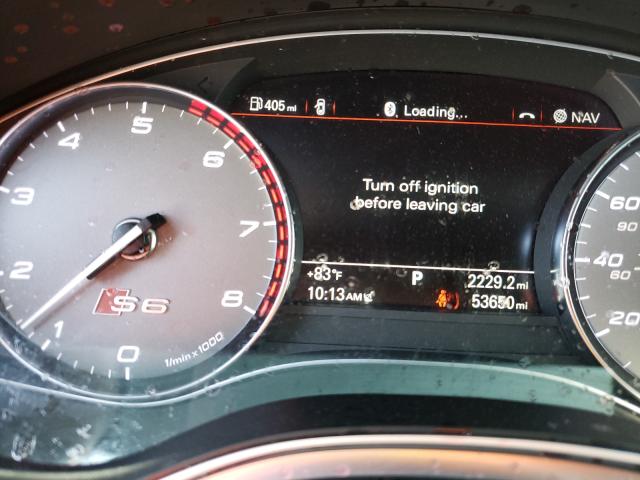 405 mi
Loading...
NAV
Turn off ignition
before leaving car
+83°F
P
2229.2 mi
10:13 AM
53650 mi
0
1
2
3
4
5
6
7
8
S6
1/min x 1000
20
40
60
60
90